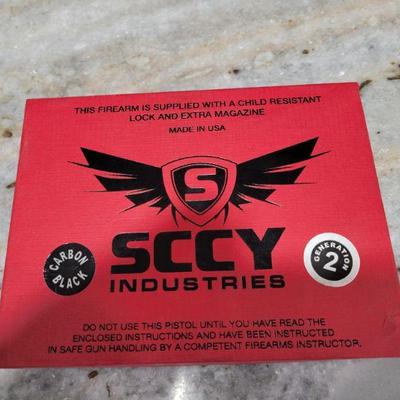 THIS FIREARM IS SUPPLIED WITH A CHILD RESISTANT
LOCK AND EXTRA MAGAZINE
MADE IN USA
S
CARBON
BLACK
SCCY
INDUSTRIES
GENERATION
2
DO NOT USE THIS PISTOL UNTIL YOU HAVE READ THE
ENCLOSED INSTRUCTIONS AND HAVE BEEN INSTRUCTED
IN SAFE GUN HANDLING BY A COMPETENT FIREARMS INSTRUCTOR.